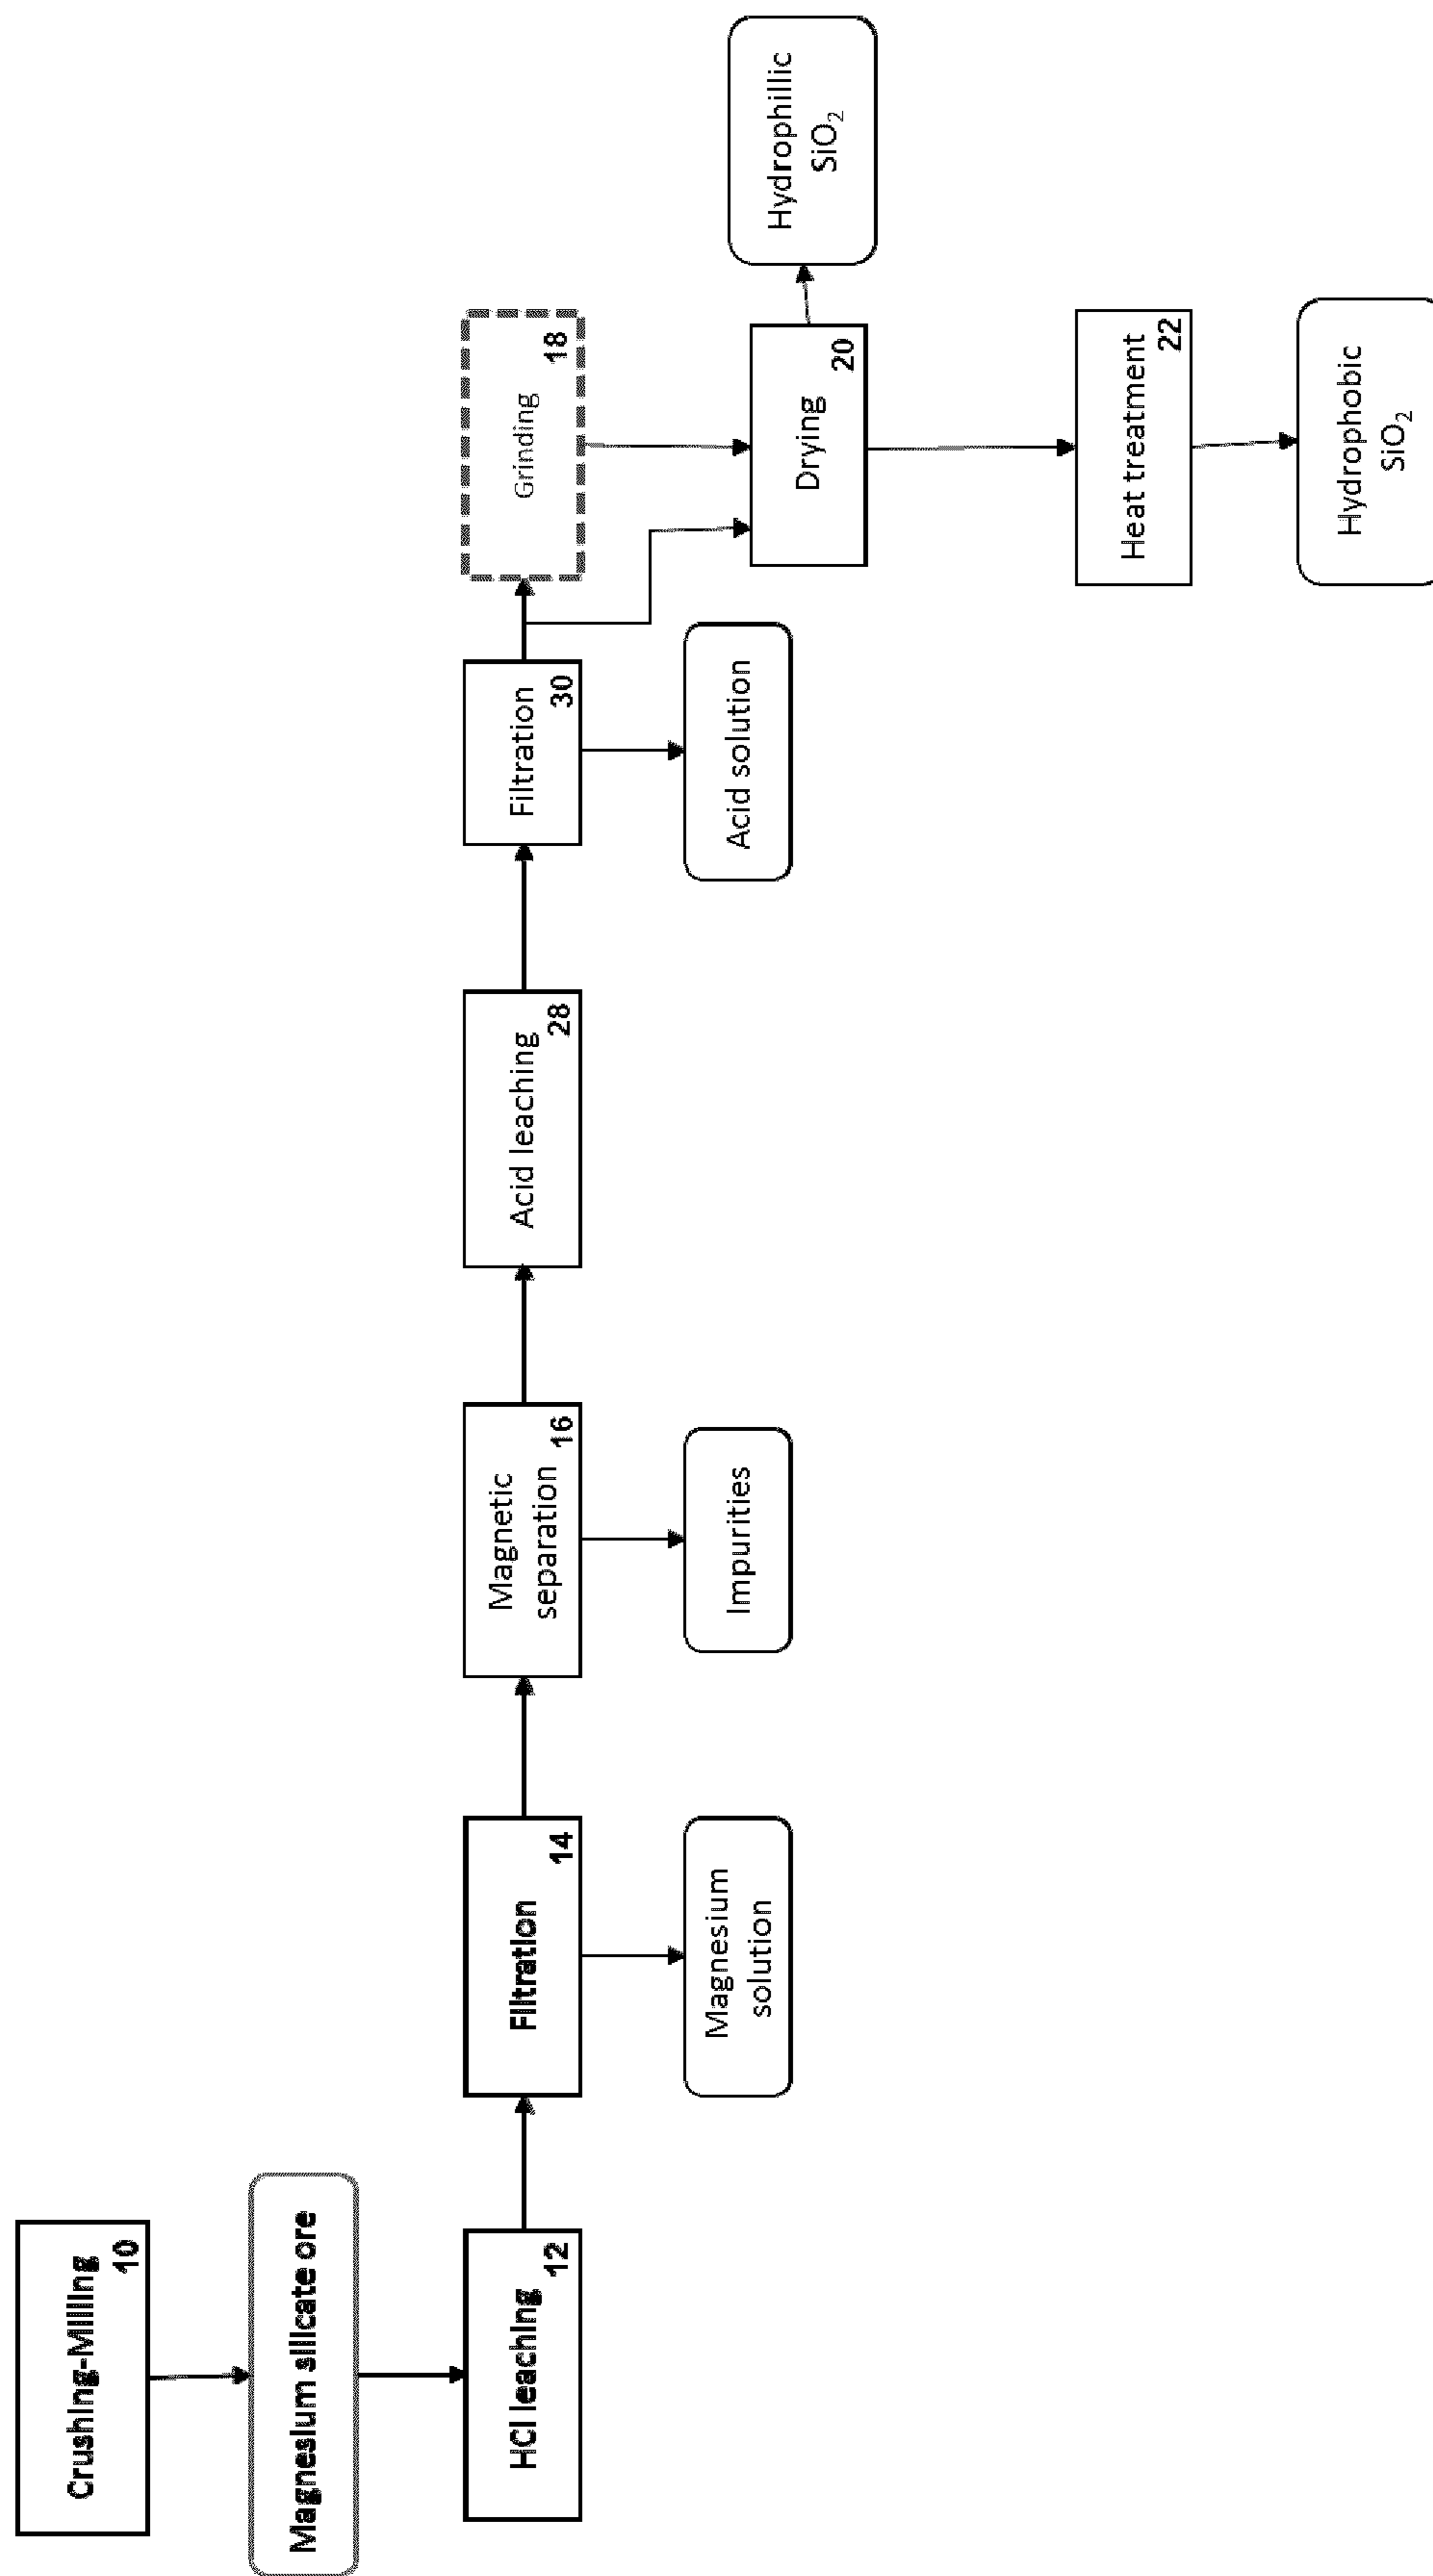 Crushing-Milling
10
Magnesium silicate ore
HCl leaching
12
Filtration
14
Magnesium
solution
Magnetic
separation
16
Impurities
Acid leaching
28
Filtration
30
Acid solution
Grinding
18
Drying
20
Hydrophillic
SiO₂
Heat treatment
22
Hydrophobic
SiO₂